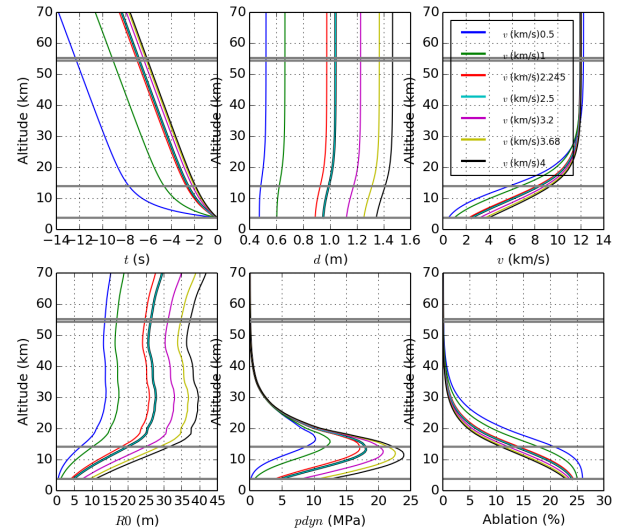 70
60
50
40
30
20
10
0
Altitude (km)
−14−12−10−8 −6 −4 −2 0
t (s)
70
60
50
40
30
20
10
0
Altitude (km)
0.4 0.6 0.8 1.0 1.2 1.4 1.6
d (m)
70
60
50
40
30
20
10
0
Altitude (km)
v (km/s)0.5
v (km/s)1
v (km/s)2.245
v (km/s)2.5
v (km/s)3.2
v (km/s)3.68
v (km/s)4
0 2 4 6 8 10 12 14
v (km/s)
70
60
50
40
30
20
10
0
Altitude (km)
0 5 10 15 20 25 30 35 40 45
R0 (m)
70
60
50
40
30
20
10
0
Altitude (km)
0 5 10 15 20 25
pdyn (MPa)
70
60
50
40
30
20
10
0
Altitude (km)
0 5 10 15 20 25 30
Ablation (%)